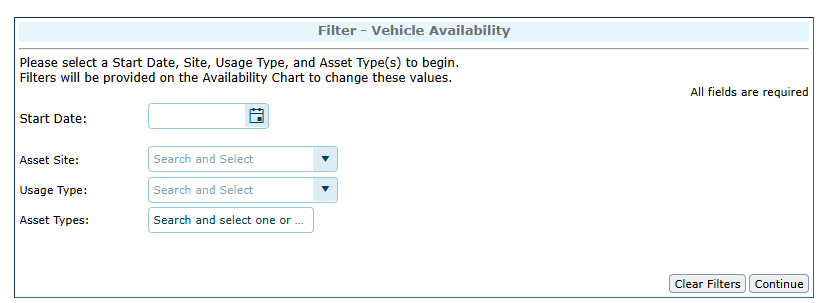 Filter - Vehicle Availability
Please select a Start Date, Site, Usage Type, and Asset Type(s) to begin.
Filters will be provided on the Availability Chart to change these values.
All fields are required
Start Date:
Asset Site: Search and Select
Usage Type: Search and Select
Asset Types: Search and select one or ...
Clear Filters Continue